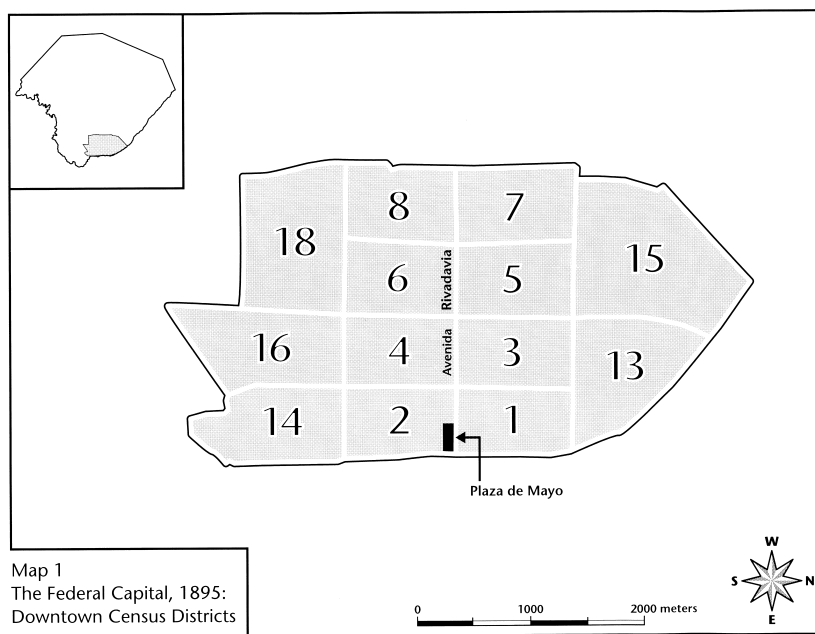 8
7
18
15
6
Rivadavia
5
16
4
Avenida
3
13
14
2
1
Plaza de Mayo
Map 1
The Federal Capital, 1895:
Downtown Census Districts
0
1000
2000 meters
W
S
N
E